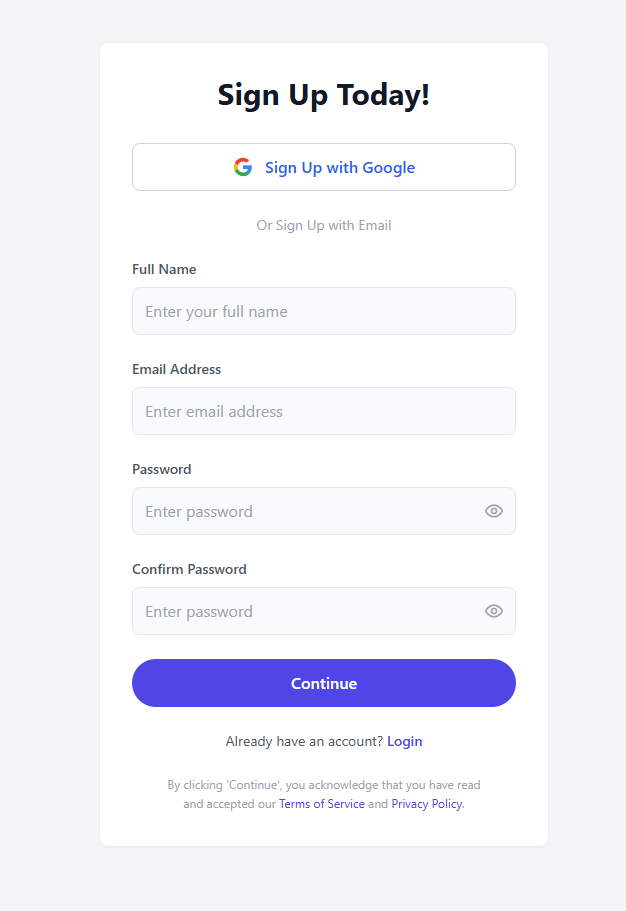 Sign Up Today!
Sign Up with Google
Or Sign Up with Email
Full Name
Enter your full name
Email Address
Enter email address
Password
Enter password
Confirm Password
Enter password
Continue
Already have an account? Login
By clicking 'Continue', you acknowledge that you have read
and accepted our Terms of Service and Privacy Policy.